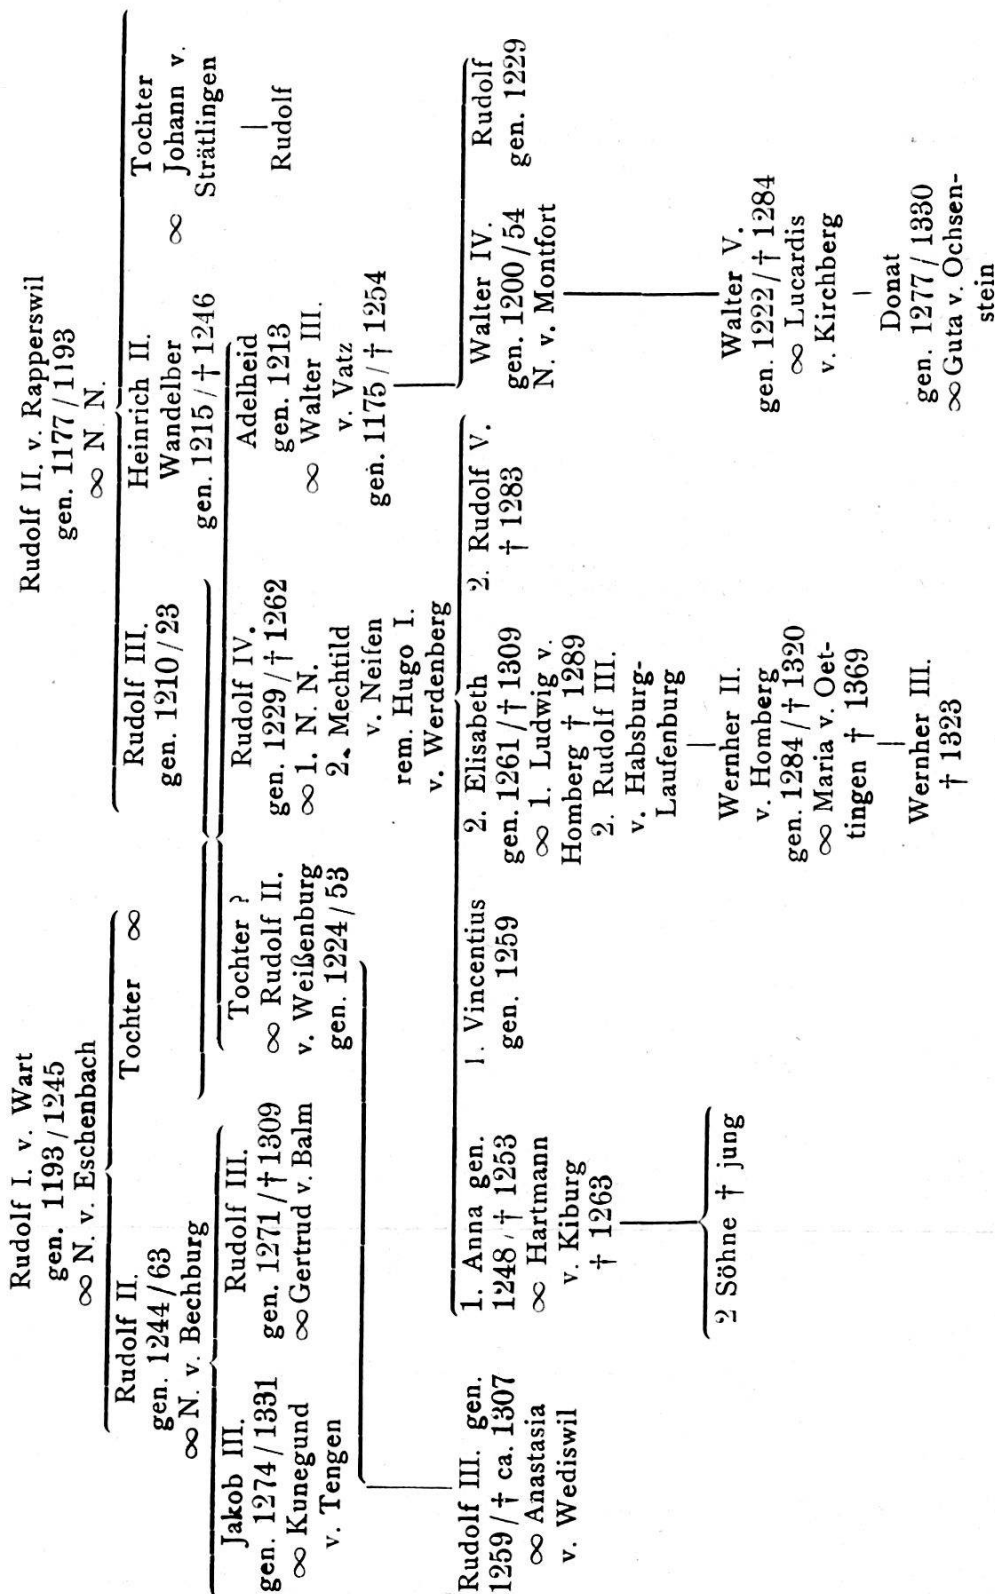 Rudolf I. v. Wart
gen. 1193/1245
∞ N. v. Eschenbach
Rudolf II. v. Rapperswil
gen. 1177/1193
∞ N. N.
Rudolf II.
gen. 1244/63
∞ N. v. Bechburg
Tochter ∞
Rudolf III.
gen. 1210/23
Heinrich II.
Wandelber
gen. 1215/† 1246
Tochter
∞ Johann v.
Strätlingen
Rudolf
Jakob III.
gen. 1274/1331
∞ Kunegund
v. Tengen
Rudolf III.
gen. 1271/†1309
∞ Gertrud v. Balm
Tochter ?
∞ Rudolf II.
v. Weißenburg
gen. 1224/53
Rudolf IV.
gen. 1229/† 1262
∞ 1. N. N.
2. Mechtild
v. Neifen
rem. Hugo I.
v. Werdenberg
Adelheid
gen. 1213
∞ Walter III.
v. Vatz
gen. 1175/† 1254
Rudolf III. gen.
1259/† ca. 1307
∞ Anastasia
v. Wediswil
1. Anna gen.
1248/† 1253
∞ Hartmann
v. Kiburg
† 1263
1. Vincentius
gen. 1259
2. Elisabeth
gen. 1261/† 1309
∞ 1. Ludwig v.
Homberg † 1289
2. Rudolf III.
v. Habsburg-
Laufenburg
2. Rudolf V.
† 1283
Walter IV.
gen. 1200/54
N. v. Montfort
Rudolf
gen. 1229
2 Söhne † jung
Wernher II.
v. Homberg
gen. 1284/† 1320
∞ Maria v. Oet-
tingen † 1369
Walter V.
gen. 1222/† 1284
∞ Lucardis
v. Kirchberg
Wernher III.
† 1323
Donat
gen. 1277/1330
∞ Guta v. Ochsen-
stein